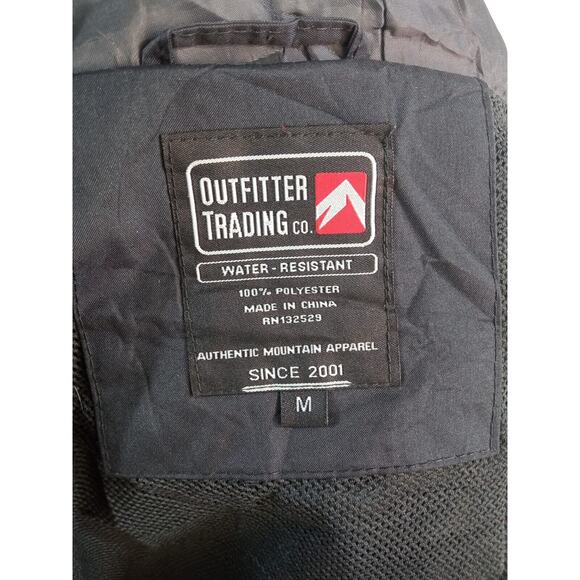 OUTFITTER
TRADING CO.
WATER - RESISTANT
100% POLYESTER
MADE IN CHINA
RN132529
AUTHENTIC MOUNTAIN APPAREL
SINCE 2001
M